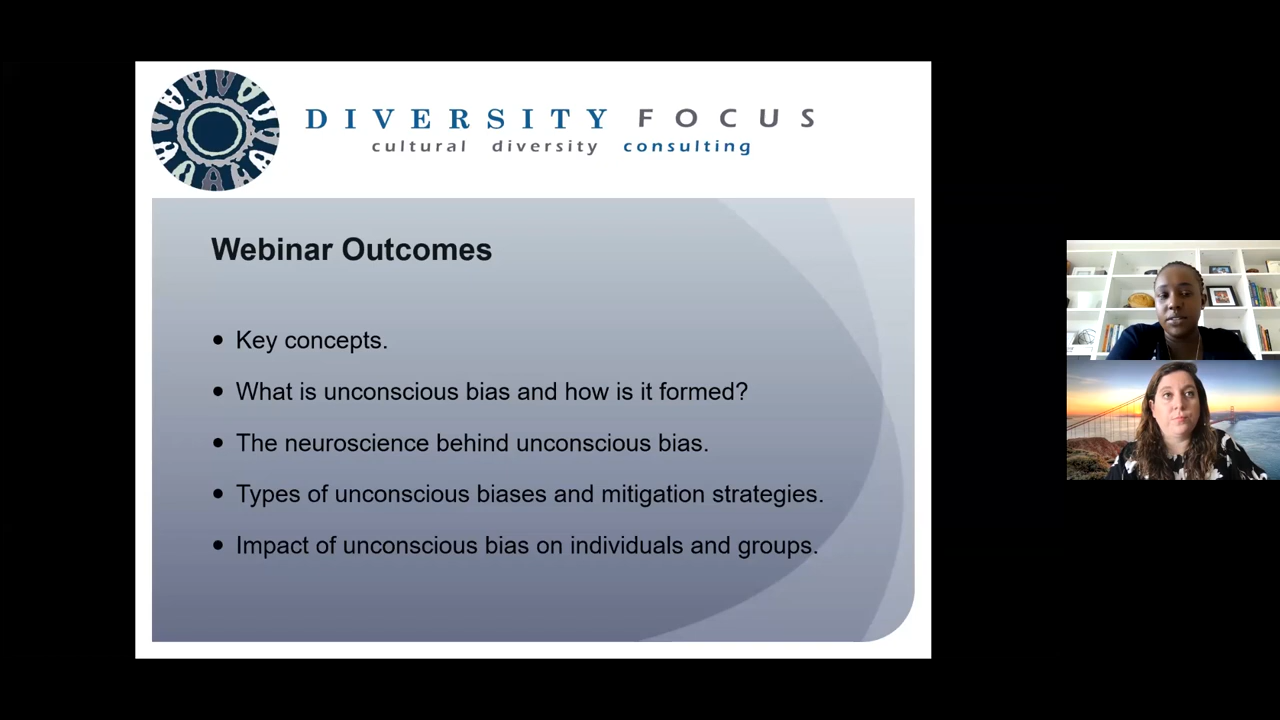 DIVERSITY FOCUS
cultural diversity consulting
Webinar Outcomes
• Key concepts.
• What is unconscious bias and how is it formed?
• The neuroscience behind unconscious bias.
• Types of unconscious biases and mitigation strategies.
• Impact of unconscious bias on individuals and groups.